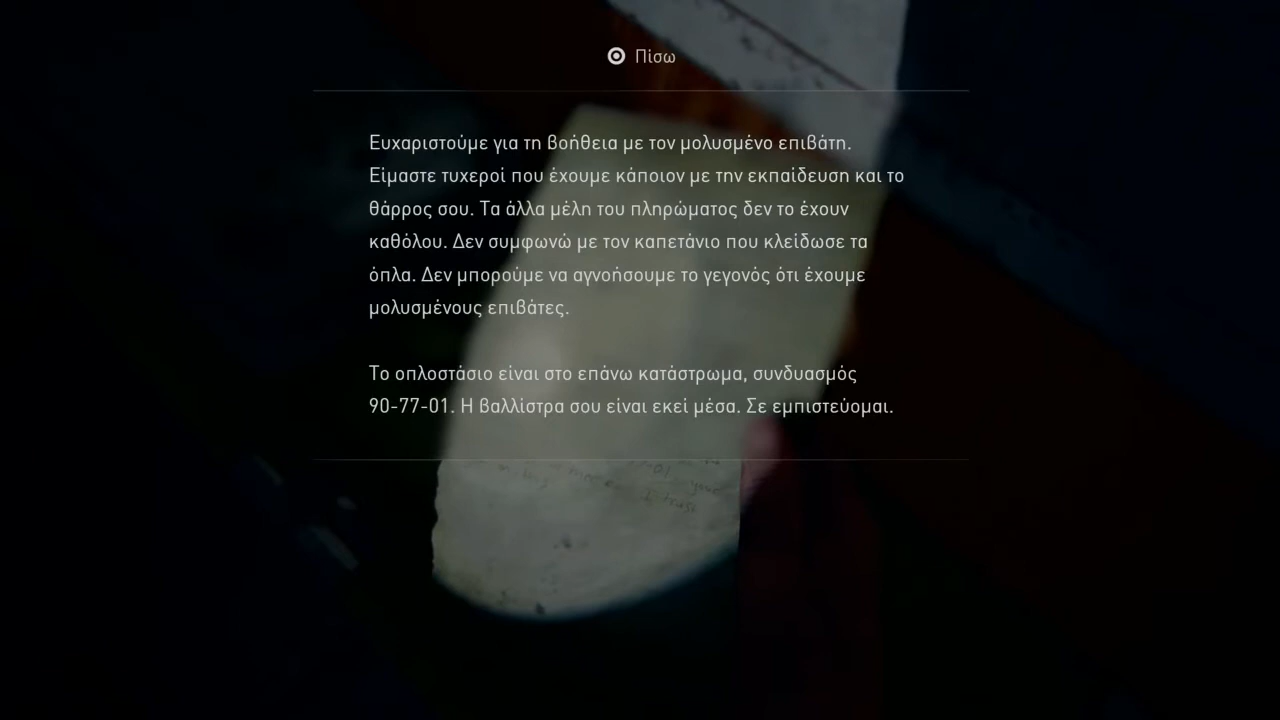 Πίσω
Ευχαριστούμε για τη βοήθεια με τον μολυσμένο επιβάτη.
Είμαστε τυχεροί που έχουμε κάποιον με την εκπαίδευση και το
θάρρος σου. Τα άλλα μέλη του πληρώματος δεν το έχουν
καθόλου. Δεν συμφωνώ με τον καπετάνιο που κλείδωσε τα
όπλα. Δεν μπορούμε να αγνοήσουμε το γεγονός ότι έχουμε
μολυσμένους επιβάτες.
Το οπλοστάσιο είναι στο επάνω κατάστρωμα, συνδυασμός
90-77-01. Η βαλλίστρα σου είναι εκεί μέσα. Σε εμπιστεύομαι.